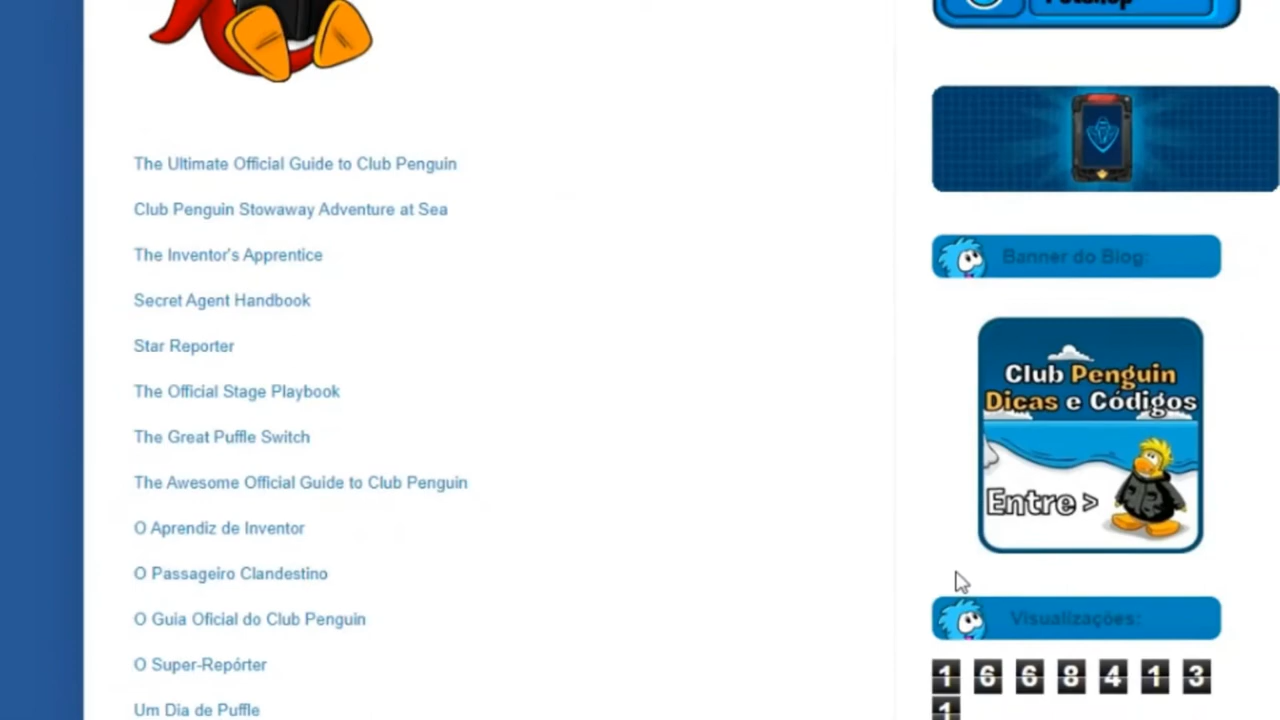 The Ultimate Official Guide to Club Penguin
Club Penguin Stowaway Adventure at Sea
The Inventor's Apprentice
Secret Agent Handbook
Star Reporter
The Official Stage Playbook
The Great Puffle Switch
The Awesome Official Guide to Club Penguin
O Aprendiz de Inventor
O Passageiro Clandestino
O Guia Oficial do Club Penguin
O Super-Repórter
Um Dia de Puffle
Banner do Blog:
Club Penguin
Dicas e Códigos
Entre >
Visualizações:
1 6 6 8 4 1 3
1